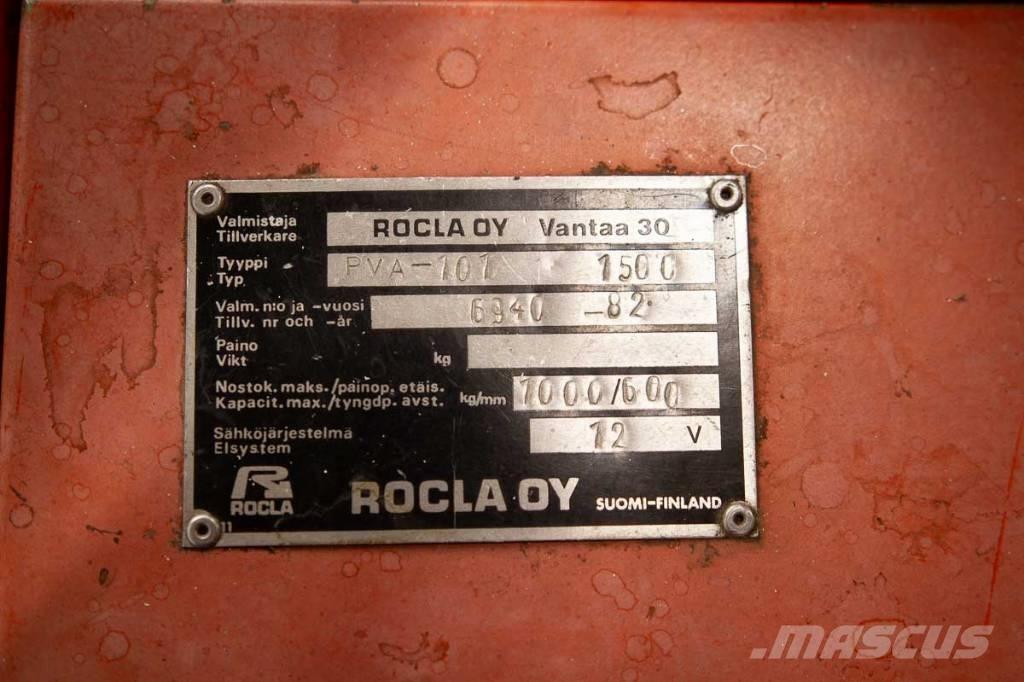 Valmistaja ROCLA OY Vantaa 30
Tillverkare
Tyyppi PVA-101 1500
Typ
Valm. n:o ja -vuosi 6940 -82
Tillv. nr och -år
Paino
Vikt kg
Nostok. maks./painop. etäis. kg/mm 1000/600
Kapacit. max./tyngdp. avst.
Sähköjärjestelmä 12 V
Elsystem
R
ROCLA ROCLA OY SUOMI-FINLAND
11
MASCUS